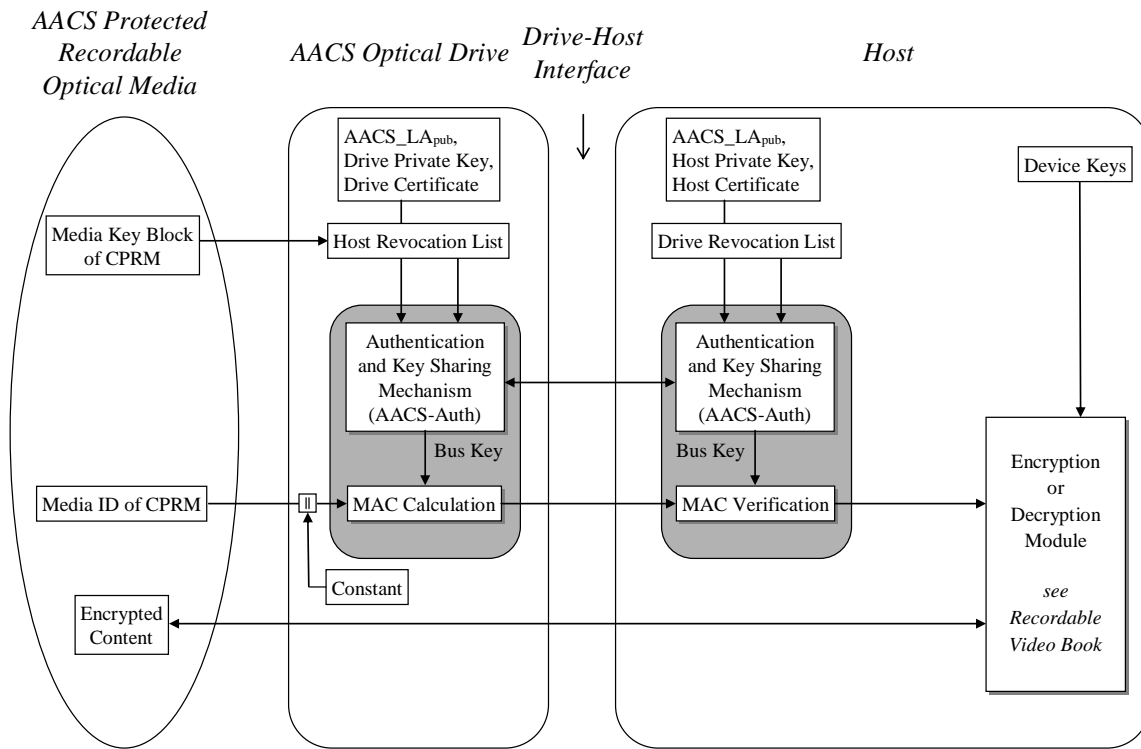 AACS Protected
Recordable
Optical Media
AACS Optical Drive
Drive-Host
Interface
Host
AACS_LApub,
Drive Private Key,
Drive Certificate
AACS_LApub,
Host Private Key,
Host Certificate
Device Keys
Media Key Block
of CPRM
Host Revocation List
Drive Revocation List
Authentication
and Key Sharing
Mechanism
(AACS-Auth)
Authentication
and Key Sharing
Mechanism
(AACS-Auth)
Bus Key
Bus Key
Media ID of CPRM
||
MAC Calculation
MAC Verification
Encryption
or
Decryption
Module
see
Recordable
Video Book
Constant
Encrypted
Content